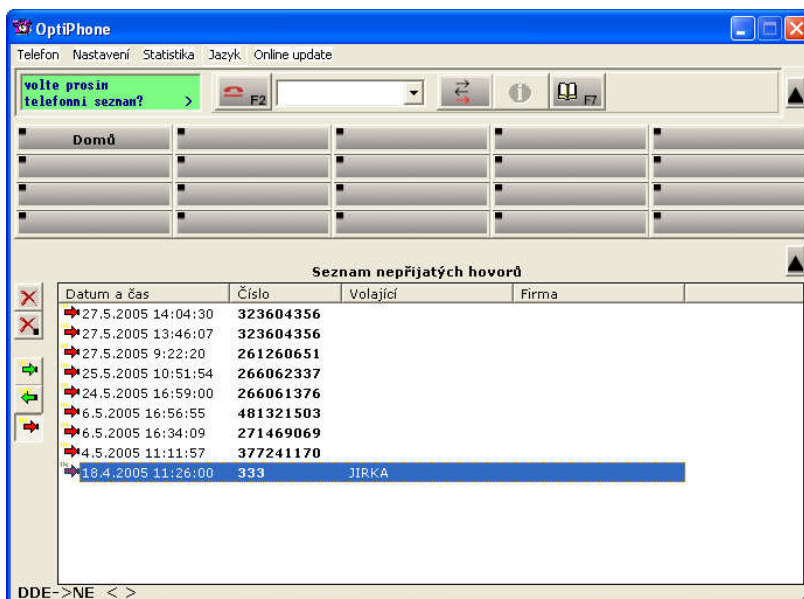 OptiPhone
Telefon Nastavení Statistika Jazyk Online update
volte prosim
telefonni seznam? >
F2
F7
Domů
Seznam nepřijatých hovorů
Datum a čas Číslo Volající Firma
27.5.2005 14:04:30 323604356
27.5.2005 13:46:07 323604356
27.5.2005 9:22:20 261260651
25.5.2005 10:51:54 266062337
24.5.2005 16:59:00 266061376
6.5.2005 16:56:55 481321503
6.5.2005 16:34:09 271469069
4.5.2005 11:11:57 377241170
18.4.2005 11:26:00 333 JIRKA
DDE->NE < >